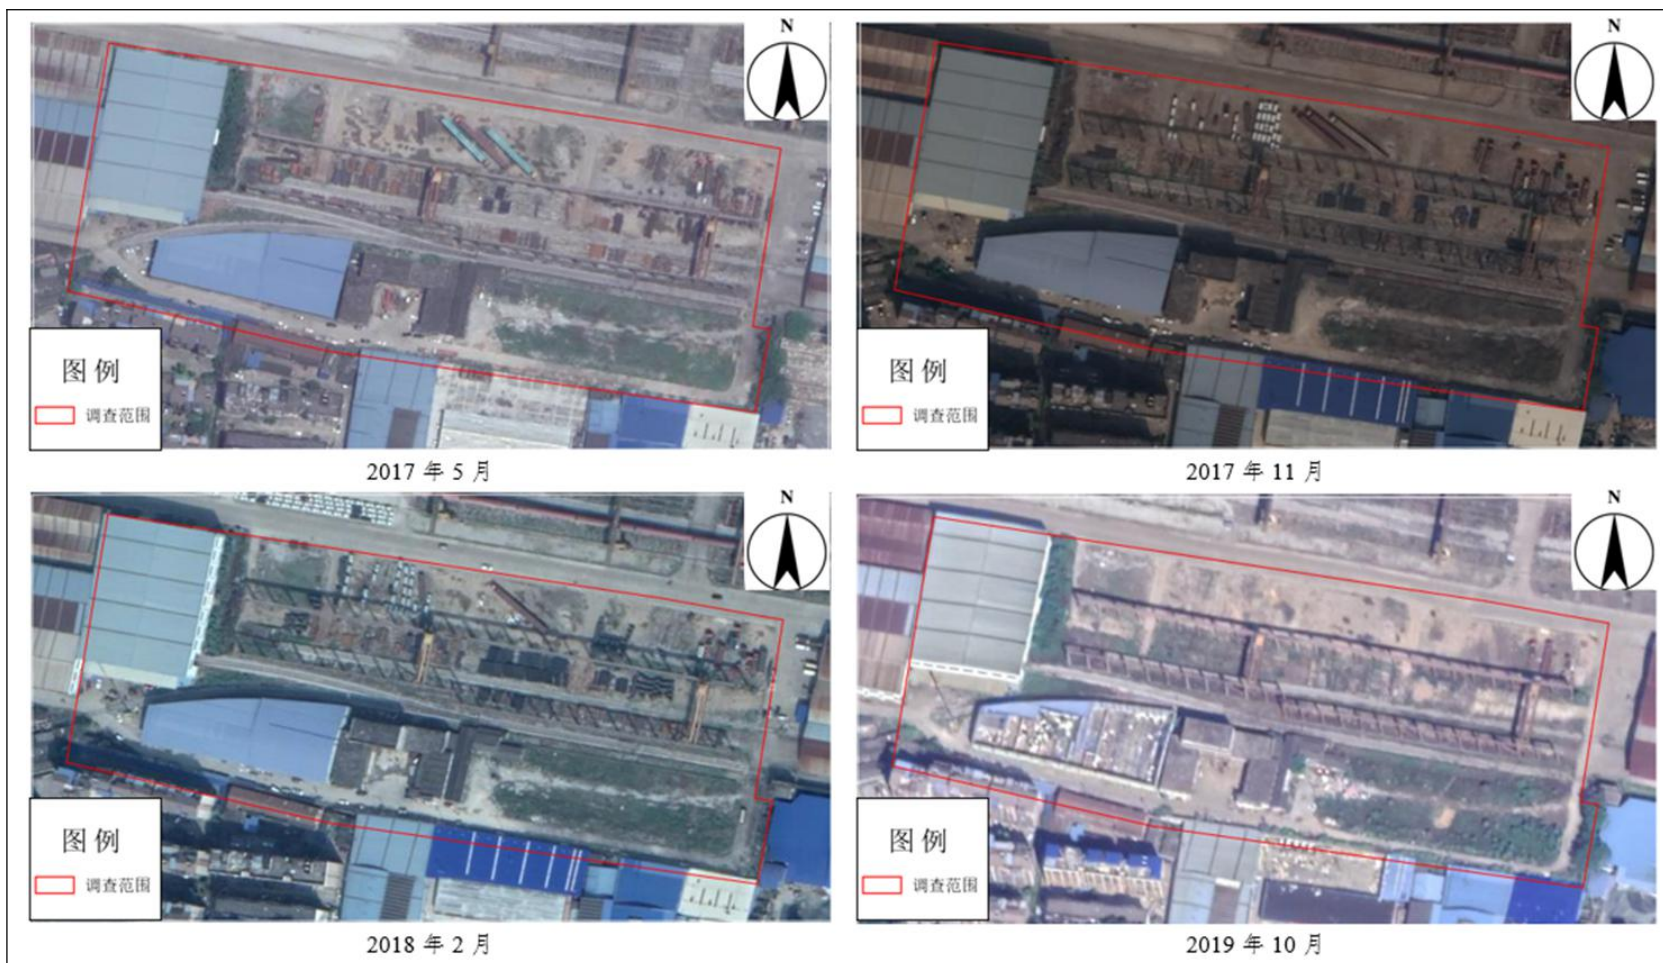 N
N
图例
调查范围
图例
调查范围
2017 年 5 月
2017 年 11 月
N
N
图例
调查范围
图例
调查范围
2018 年 2 月
2019 年 10 月